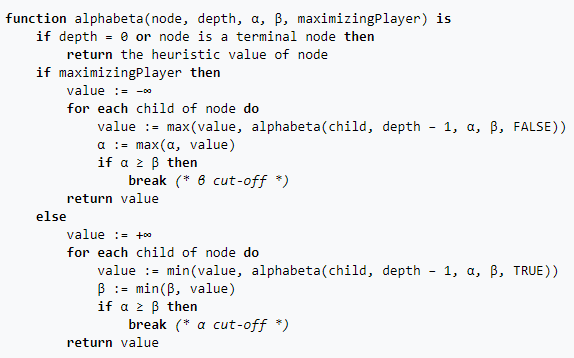 function alphabeta(node, depth, α, β, maximizingPlayer) is
if depth = 0 or node is a terminal node then
return the heuristic value of node
if maximizingPlayer then
value := −∞
for each child of node do
value := max(value, alphabeta(child, depth − 1, α, β, FALSE))
α := max(α, value)
if α ≥ β then
break (* β cut-off *)
return value
else
value := +∞
for each child of node do
value := min(value, alphabeta(child, depth − 1, α, β, TRUE))
β := min(β, value)
if α ≥ β then
break (* α cut-off *)
return value